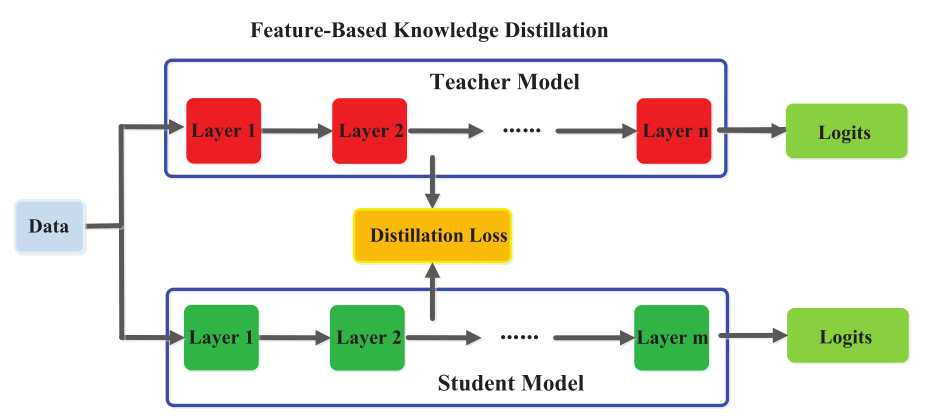 Feature-Based Knowledge Distillation
Teacher Model
Layer 1
Layer 2
......
Layer n
Logits
Data
Distillation Loss
Layer 1
Layer 2
......
Layer m
Logits
Student Model